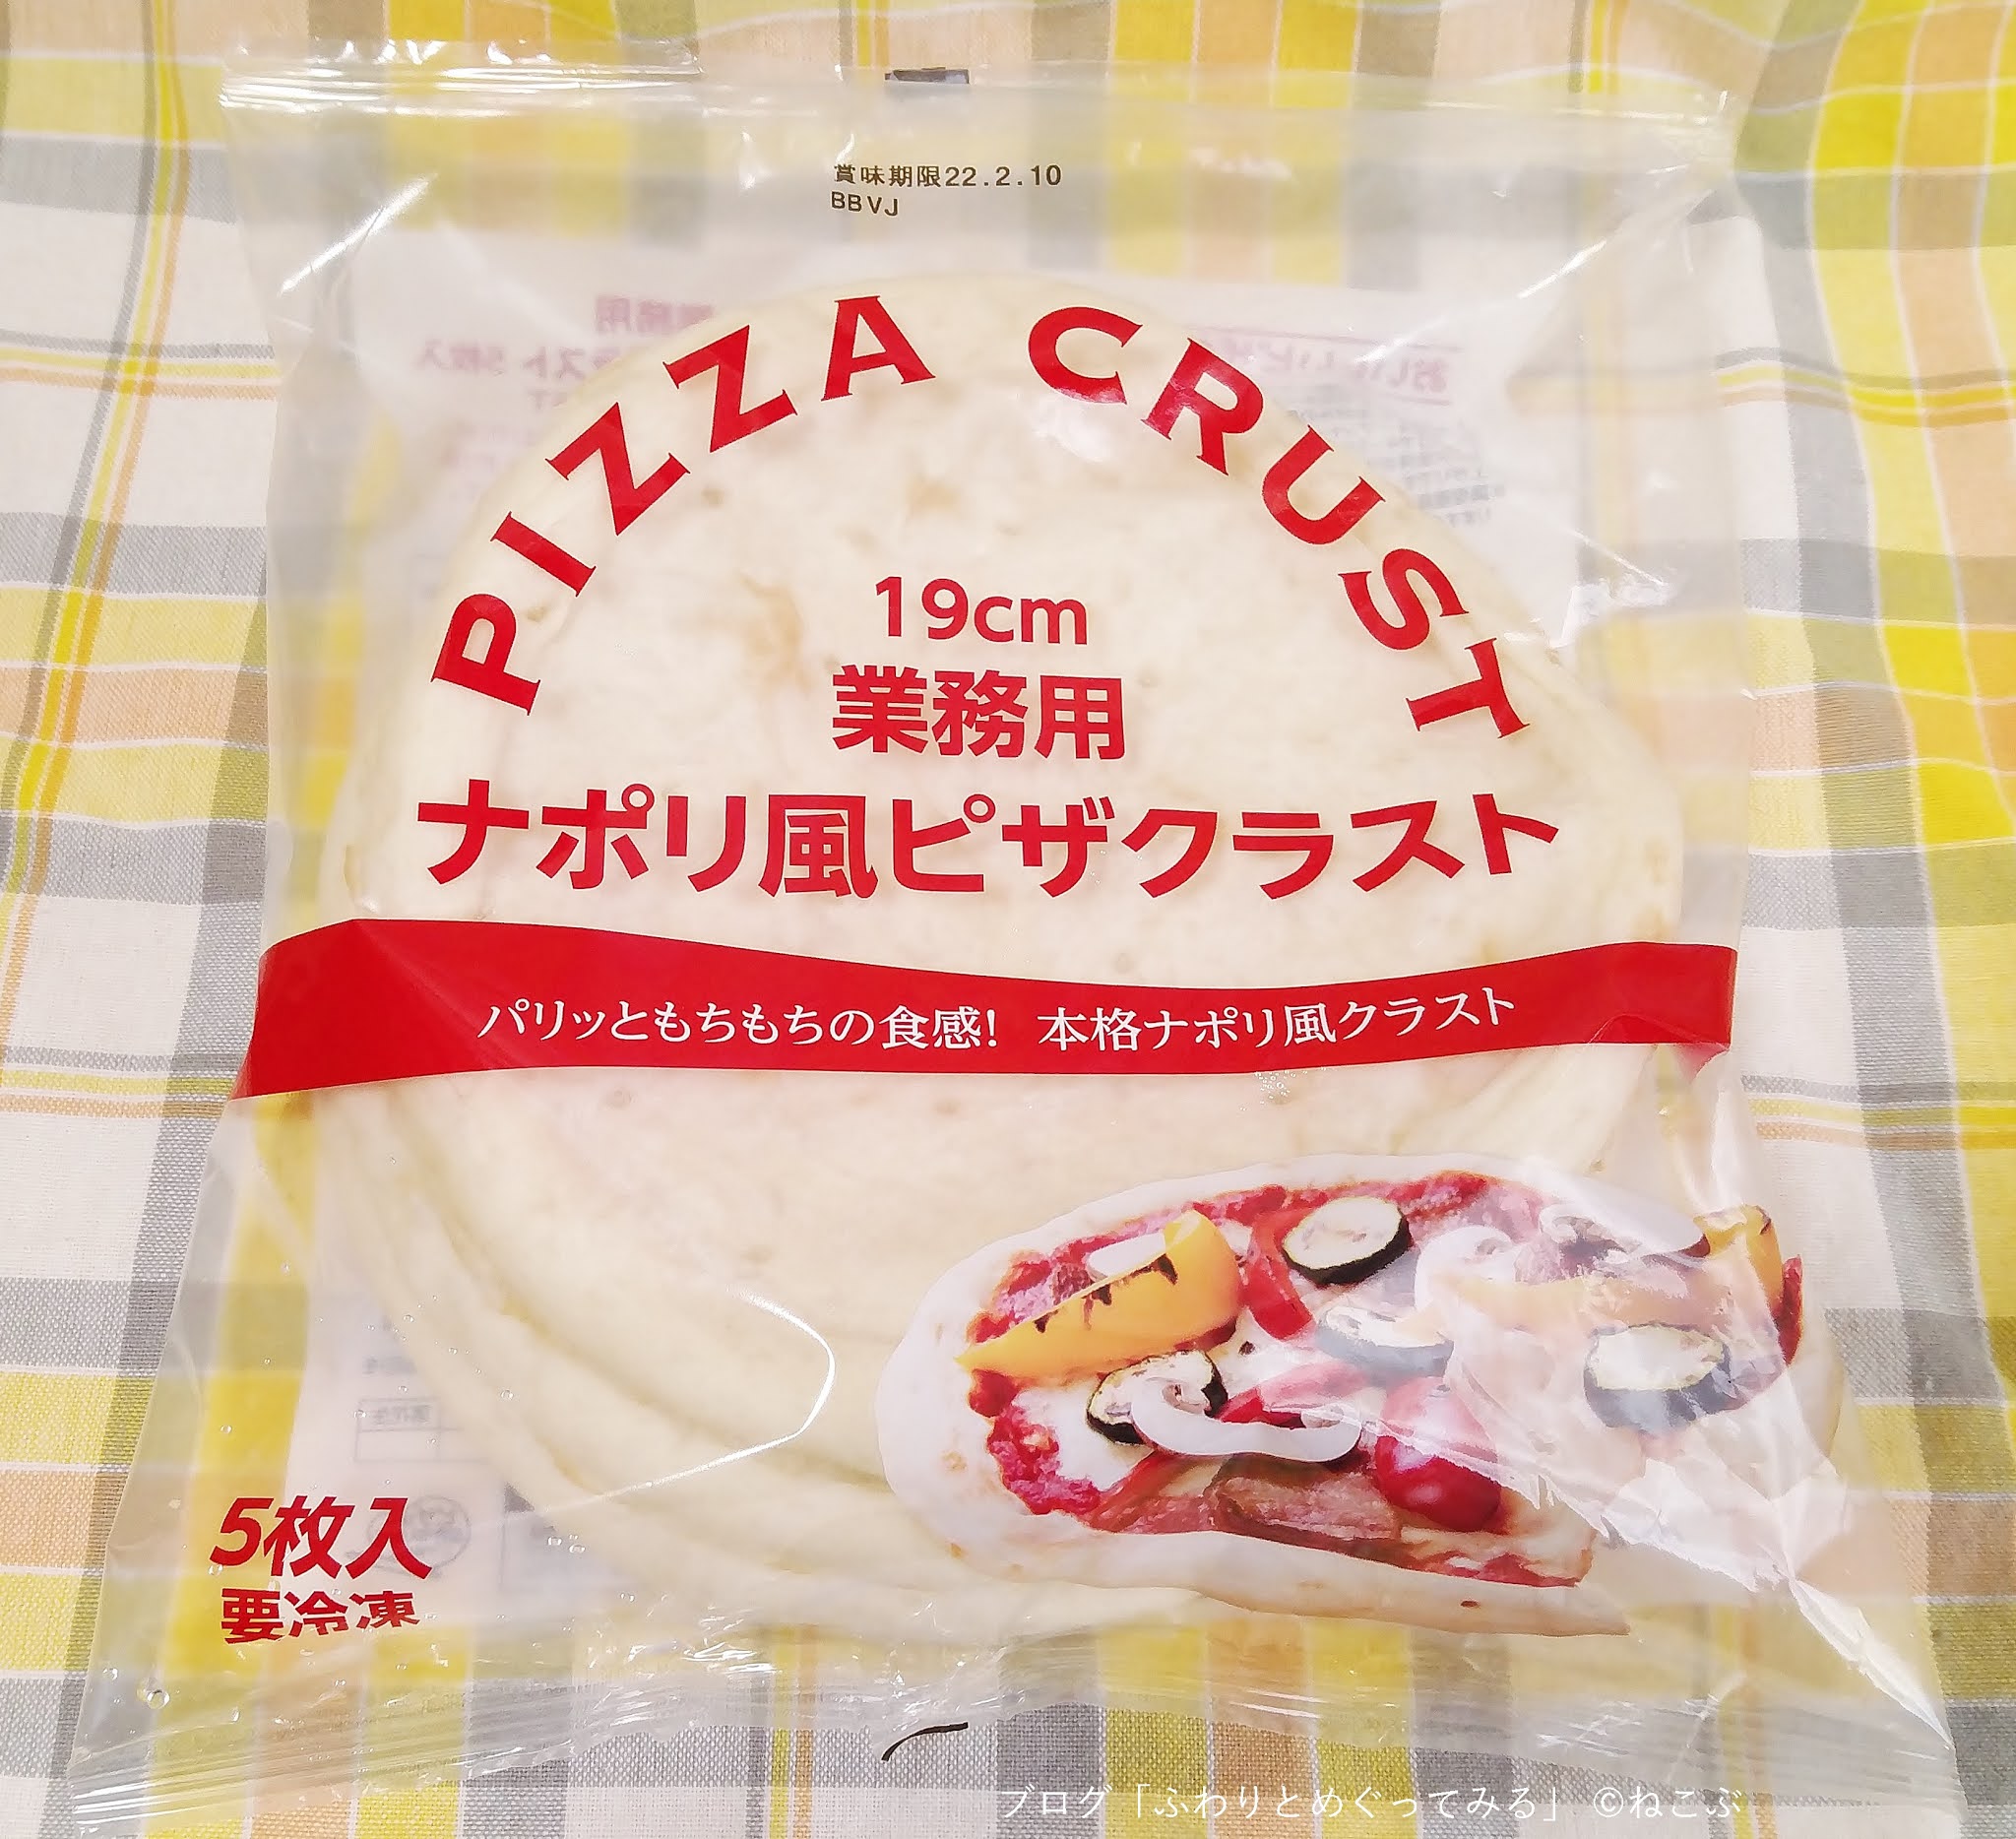 賞味期限22.2.10
BBVJ
PIZZA CRUST
19cm
業務用
ナポリ風ピザクラスト
パリッともちもちの食感! 本格ナポリ風クラスト
5枚入
要冷凍
ブログ「ふわりとめぐってみる」 ©ねこぶ